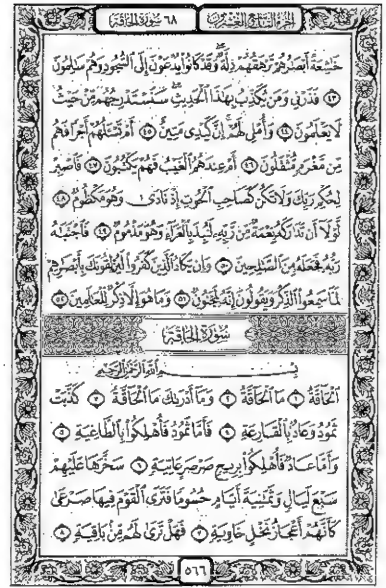 الجزء التاسع والعشرون
٦٨ سورة الحاقة
خَٰشِعَةً أَبْصَٰرُهُمْ تَرْهَقُهُمْ ذِلَّةٌ ۖ وَقَدْ كَانُوا۟ يُدْعَوْنَ إِلَى ٱلسُّجُودِ وَهُمْ سَٰلِمُونَ
٤٣ فَذَرْنِى وَمَن يُكَذِّبُ بِهَٰذَا ٱلْحَدِيثِ ۖ سَنَسْتَدْرِجُهُم مِّنْ حَيْثُ
لَا يَعْلَمُونَ ٤٤ وَأُمْلِى لَهُمْ ۚ إِنَّ كَيْدِى مَتِينٌ ٤٥ أَمْ تَسْـَٔلُهُمْ أَجْرًا فَهُم
مِّن مَّغْرَمٍ مُّثْقَلُونَ ٤٦ أَمْ عِندَهُمُ ٱلْغَيْبُ فَهُمْ يَكْتُبُونَ ٤٧ فَٱصْبِرْ
لِحُكْمِ رَبِّكَ وَلَا تَكُن كَصَاحِبِ ٱلْحُوتِ إِذْ نَادَىٰ وَهُوَ مَكْظُومٌ ٤٨
لَّوْلَآ أَن تَدَٰرَكَهُۥ نِعْمَةٌ مِّن رَّبِّهِۦ لَنُبِذَ بِٱلْعَرَآءِ وَهُوَ مَذْمُومٌ ٤٩ فَٱجْتَبَٰهُ
رَبُّهُۥ فَجَعَلَهُۥ مِنَ ٱلصَّٰلِحِينَ ٥٠ وَإِن يَكَادُ ٱلَّذِينَ كَفَرُوا۟ لَيُزْلِقُونَكَ بِأَبْصَٰرِهِمْ
لَمَّا سَمِعُوا۟ ٱلذِّكْرَ وَيَقُولُونَ إِنَّهُۥ لَمَجْنُونٌ ٥١ وَمَا هُوَ إِلَّا ذِكْرٌ لِّلْعَٰلَمِينَ ٥٢
سُورَةُ الحَاقَّةِ
بِسْمِ ٱللَّهِ ٱلرَّحْمَٰنِ ٱلرَّحِيمِ
ٱلْحَآقَّةُ ١ مَا ٱلْحَآقَّةُ ٢ وَمَآ أَدْرَىٰكَ مَا ٱلْحَآقَّةُ ٣ كَذَّبَتْ
ثَمُودُ وَعَادٌۢ بِٱلْقَارِعَةِ ٤ فَأَمَّا ثَمُودُ فَأُهْلِكُوا۟ بِٱلطَّاغِيَةِ ٥
وَأَمَّا عَادٌ فَأُهْلِكُوا۟ بِرِيحٍ صَرْصَرٍ عَاتِيَةٍ ٦ سَخَّرَهَا عَلَيْهِمْ
سَبْعَ لَيَالٍ وَثَمَٰنِيَةَ أَيَّامٍ حُسُومًا فَتَرَى ٱلْقَوْمَ فِيهَا صَرْعَىٰ
كَأَنَّهُمْ أَعْجَازُ نَخْلٍ خَاوِيَةٍ ٧ فَهَلْ تَرَىٰ لَهُم مِّنۢ بَاقِيَةٍ ٨
٥٦٦